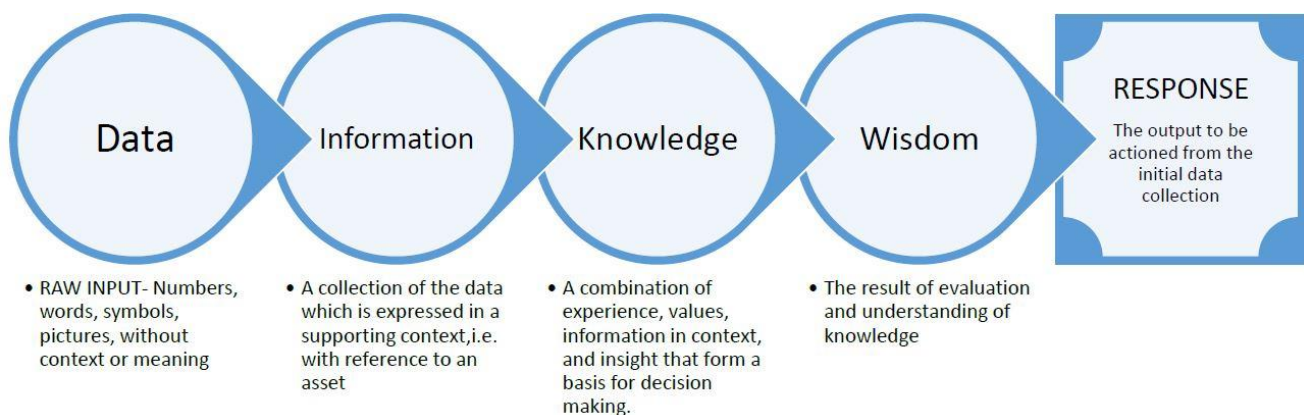 Data
Information
Knowledge
Wisdom
RESPONSE
The output to be
actioned from the
initial data
collection
• RAW INPUT- Numbers,
words, symbols,
pictures, without
context or meaning
• A collection of the data
which is expressed in a
supporting context,i.e.
with reference to an
asset
• A combination of
experience, values,
information in context,
and insight that form a
basis for decision
making.
• The result of evaluation
and understanding of
knowledge